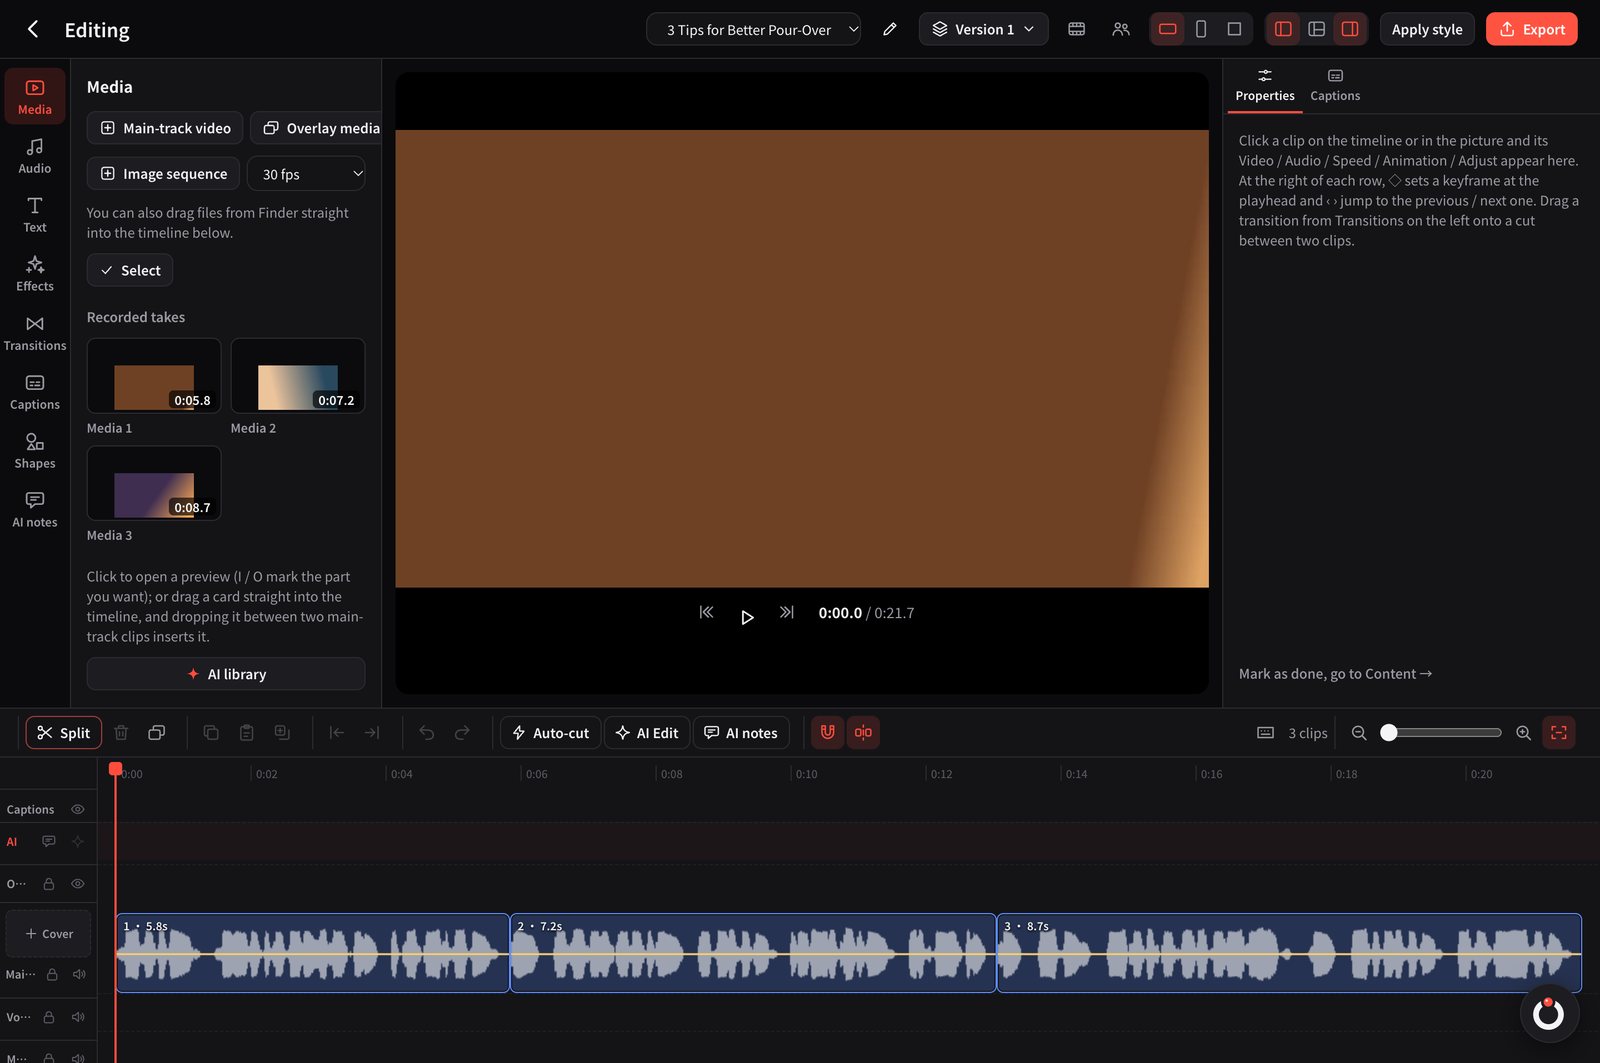 Editing
3 Tips for Better Pour-Over
Version 1
Apply style
Export
Media
Audio
Text
Effects
Transitions
Captions
Shapes
AI notes
Media
Main-track video
Overlay media
Image sequence
30 fps
You can also drag files from Finder straight
into the timeline below.
Select
Recorded takes
0:05.8
0:07.2
Media 1
Media 2
0:08.7
Media 3
Click to open a preview (I / O mark the part
you want); or drag a card straight into the
timeline, and dropping it between two main-
track clips inserts it.
AI library
0:00.0 / 0:21.7
Properties
Captions
Click a clip on the timeline or in the picture and its
Video / Audio / Speed / Animation / Adjust appear here.
At the right of each row, ◇ sets a keyframe at the
playhead and ‹ › jump to the previous / next one. Drag a
transition from Transitions on the left onto a cut
between two clips.
Mark as done, go to Content →
Split
Auto-cut
AI Edit
AI notes
3 clips
0:00
0:02
0:04
0:06
0:08
0:10
0:12
0:14
0:16
0:18
0:20
Captions
AI
O···
+ Cover
Mai···
1 · 5.8s
2 · 7.2s
3 · 8.7s
Vo···
M···